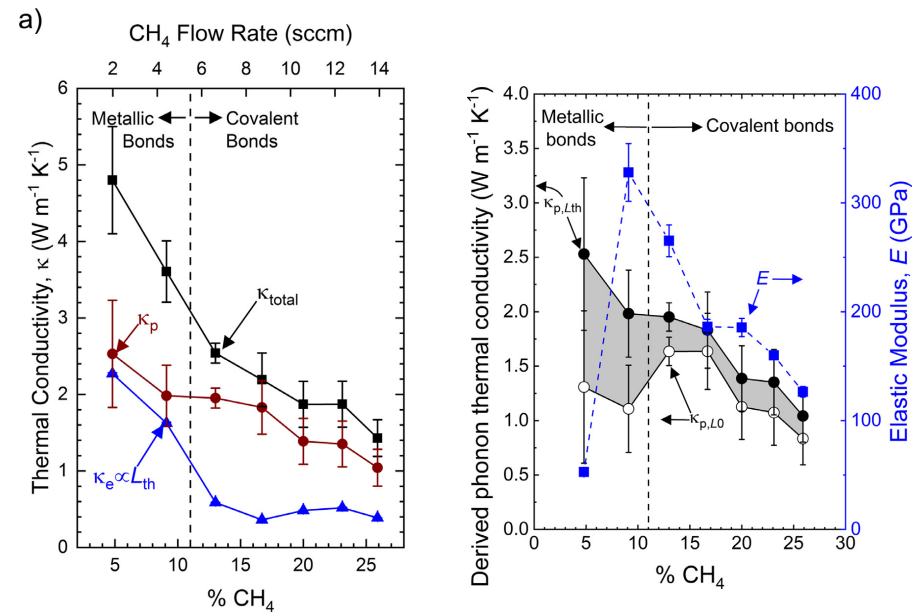 a)
CH4 Flow Rate (sccm)
2 4 6 8 10 12 14
6
5
4
3
2
1
0
Thermal Conductivity, κ (W m-1 K-1)
Metallic Bonds
Covalent Bonds
κtotal
κp
κe∝Lth
5 10 15 20 25
% CH4
4.0
3.5
3.0
2.5
2.0
1.5
1.0
0.5
0.0
Derived phonon thermal conductivity (W m-1 K-1)
Metallic bonds
Covalent bonds
κp,Lth
E
κp,L0
400
300
200
100
0
Elastic Modulus, E (GPa)
0 5 10 15 20 25 30
% CH4